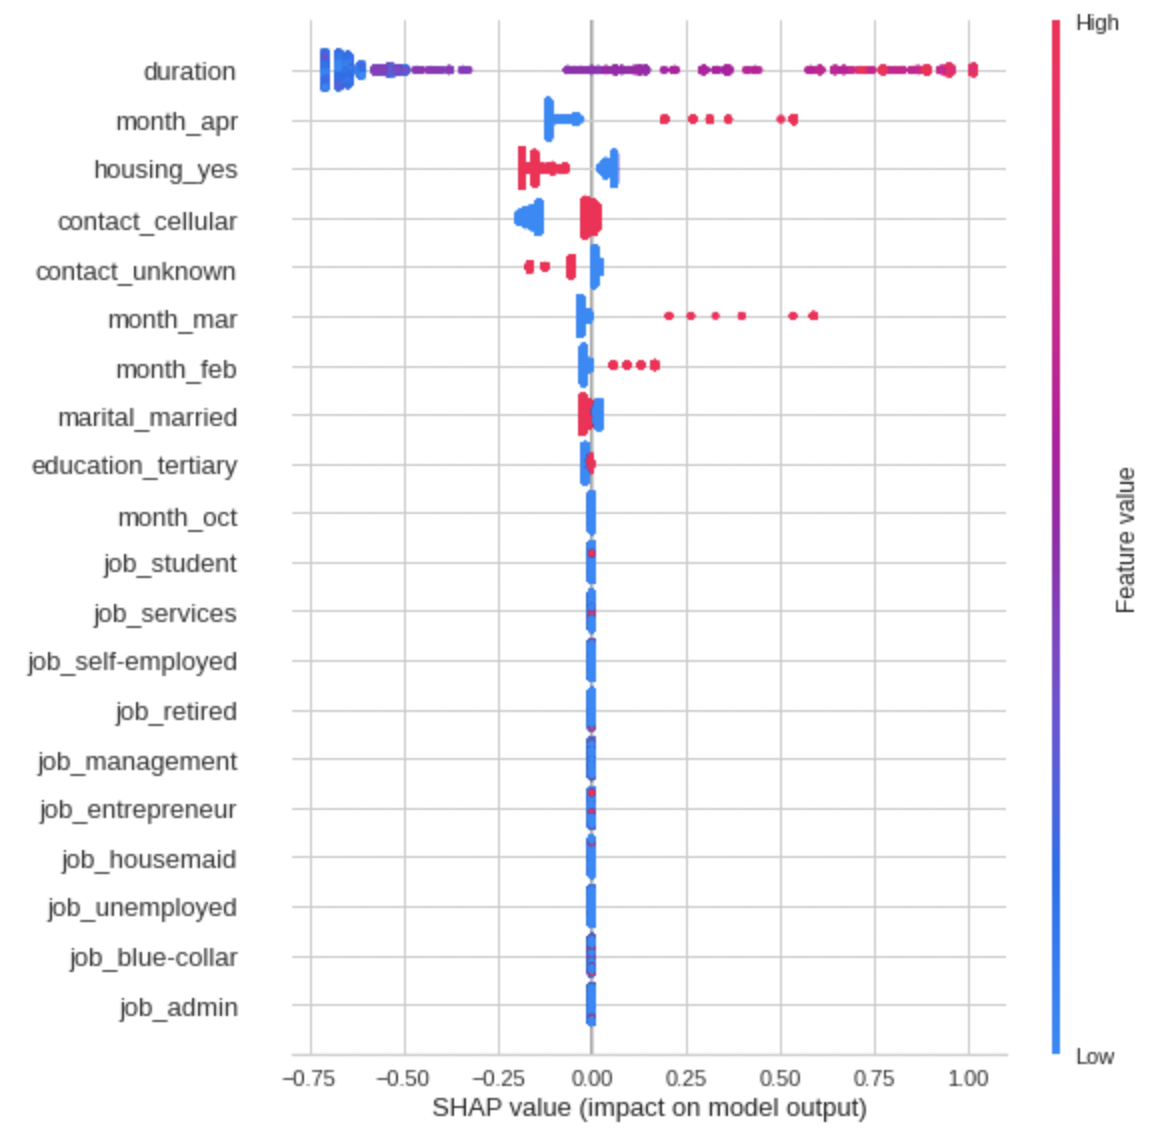 High
duration
month_apr
housing_yes
contact_cellular
contact_unknown
month_mar
month_feb
marital_married
education_tertiary
month_oct
job_student
job_services
job_self-employed
job_retired
job_management
job_entrepreneur
job_housemaid
job_unemployed
job_blue-collar
job_admin
Feature value
Low
−0.75 −0.50 −0.25 0.00 0.25 0.50 0.75 1.00
SHAP value (impact on model output)